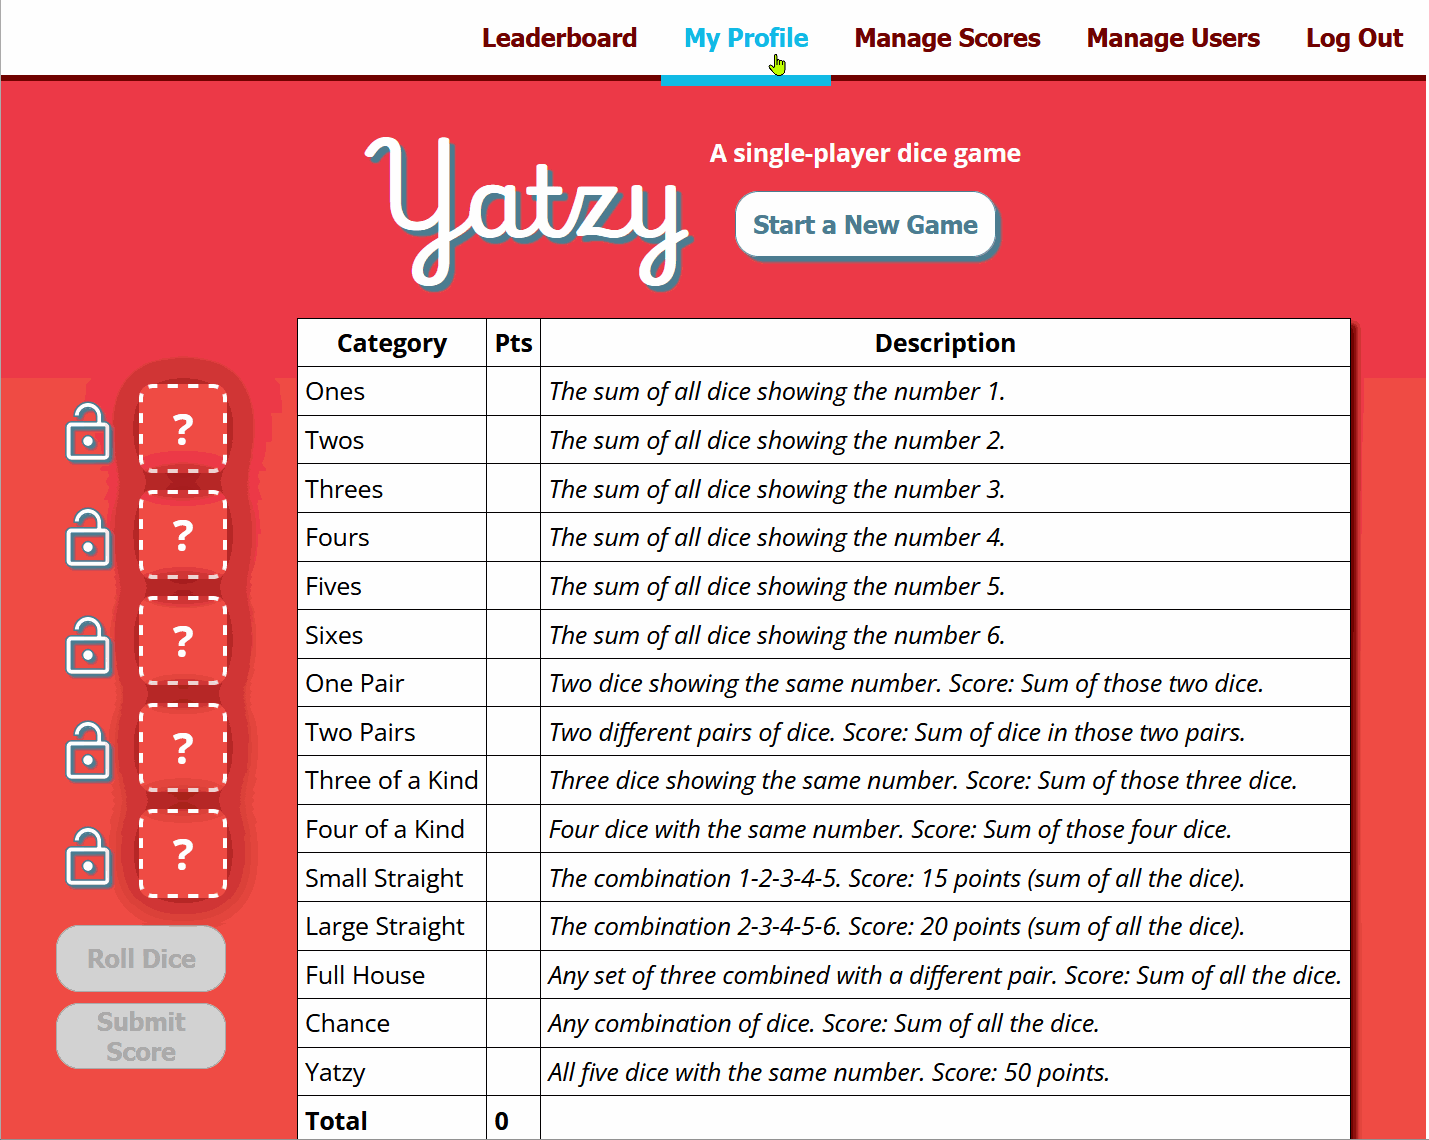 Leaderboard My Profile Manage Scores Manage Users Log Out
Yatzy
A single-player dice game
Start a New Game
Category Pts Description
Ones The sum of all dice showing the number 1.
Twos The sum of all dice showing the number 2.
Threes The sum of all dice showing the number 3.
Fours The sum of all dice showing the number 4.
Fives The sum of all dice showing the number 5.
Sixes The sum of all dice showing the number 6.
One Pair Two dice showing the same number. Score: Sum of those two dice.
Two Pairs Two different pairs of dice. Score: Sum of dice in those two pairs.
Three of a Kind Three dice showing the same number. Score: Sum of those three dice.
Four of a Kind Four dice with the same number. Score: Sum of those four dice.
Small Straight The combination 1-2-3-4-5. Score: 15 points (sum of all the dice).
Large Straight The combination 2-3-4-5-6. Score: 20 points (sum of all the dice).
Full House Any set of three combined with a different pair. Score: Sum of all the dice.
Chance Any combination of dice. Score: Sum of all the dice.
Yatzy All five dice with the same number. Score: 50 points.
Total 0
?
?
?
?
?
Roll Dice
Submit
Score